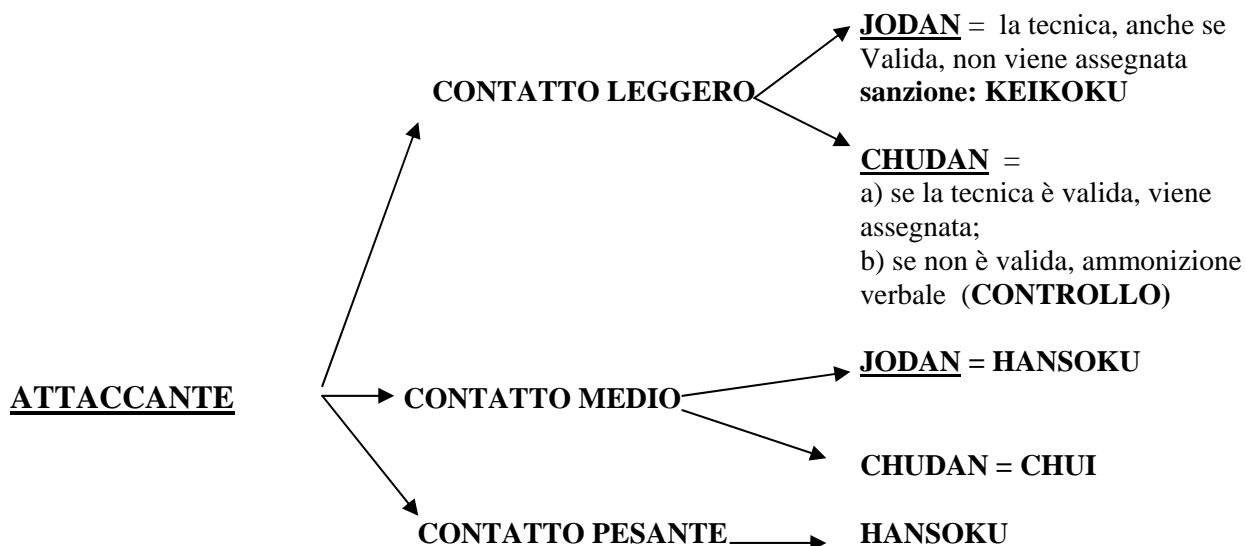 JODAN = la tecnica, anche se
Valida, non viene assegnata
sanzione: KEIKOKU
CONTATTO LEGGERO
CHUDAN =
a) se la tecnica è valida, viene
assegnata;
b) se non è valida, ammonizione
verbale (CONTROLLO)
ATTACCANTE
CONTATTO MEDIO
JODAN = HANSOKU
CHUDAN = CHUI
CONTATTO PESANTE
HANSOKU